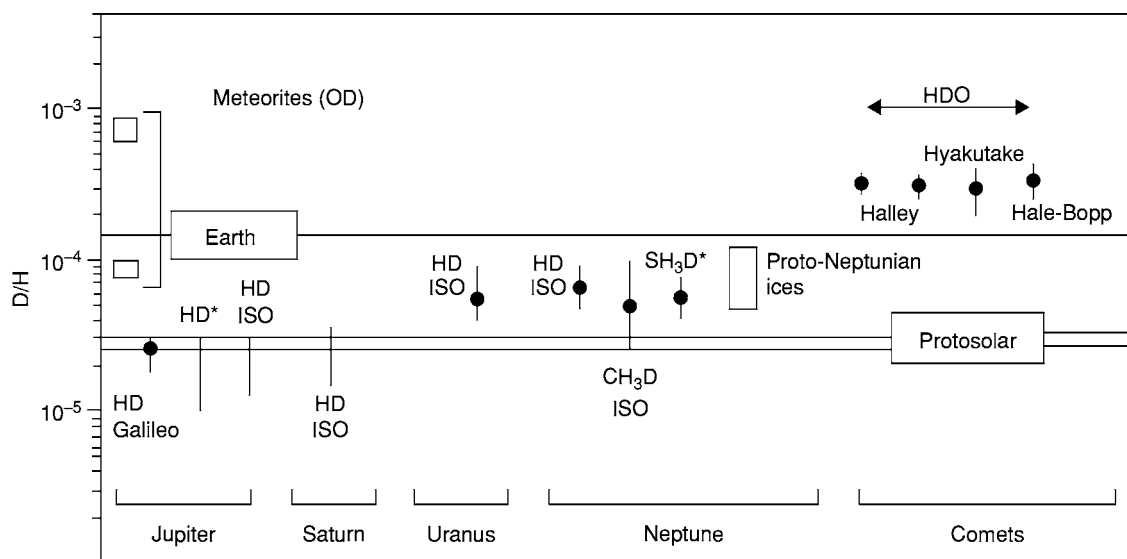 D/H
10⁻³
10⁻⁴
10⁻⁵
Meteorites (OD)
HDO
Hyakutake
Halley
Hale-Bopp
Earth
HD
ISO
HD
ISO
SH₃D*
Proto-Neptunian
ices
HD*
HD
ISO
Protosolar
HD
Galileo
HD
ISO
CH₃D
ISO
Jupiter
Saturn
Uranus
Neptune
Comets